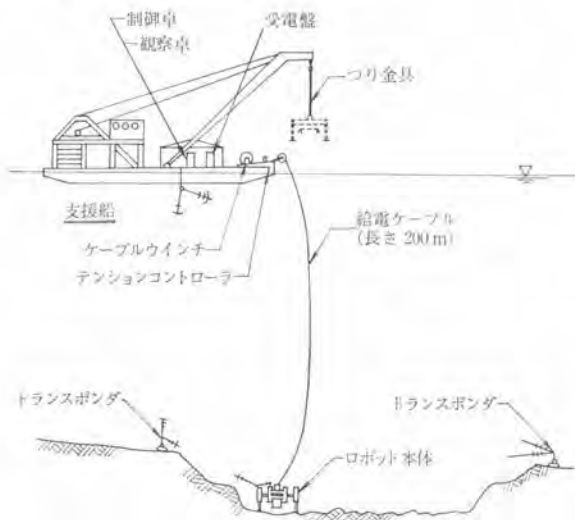 制御卓
観察卓
受電盤
つり金具
支援船
ケーブルウインチ
テンションコントローラ
給電ケーブル
(長さ 200m)
トランスポンダ
トランスポンダー
ロボット本体